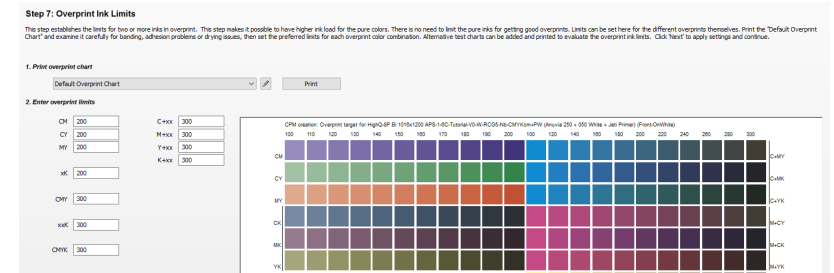 Step 7: Overprint Ink Limits
This step establishes the limits for two or more inks in overprint. This step makes it possible to have higher ink load for the pure colors. There is no need to limit the pure inks for getting good overprints. Limits can be set here for the different overprints themselves. Print the "Default Overprint
Chart" and examine it carefully for banding, adhesion problems or drying issues, then set the preferred limits for each overprint color combination. Alternative test charts can be added and printed to evaluate the overprint ink limits. Click 'Next' to apply settings and continue.
1. Print overprint chart
Default Overprint Chart Print
2. Enter overprint limits
CM 200 C+xx 300
CY 200 M+xx 300
MY 200 Y+xx 300
K+xx 300
xK 200
CMY 300
xxK 300
CMYK 300
CPM creation: Overprint target for HighQ-8P Bi 1016x1200 APS-1-6C-Tutorial-V0-W-RCG5-Nb-CMYKom+PW (Anuvia 250 + 050 White + Jeti Primer) (Front-OnWhite)
100 110 120 130 140 150 160 170 180 190 200 100 120 140 160 180 200 220 240 260 280 300
CM C+MY
CY C+MK
MY C+YK
CK M+CY
MK M+CK
YK M+YK